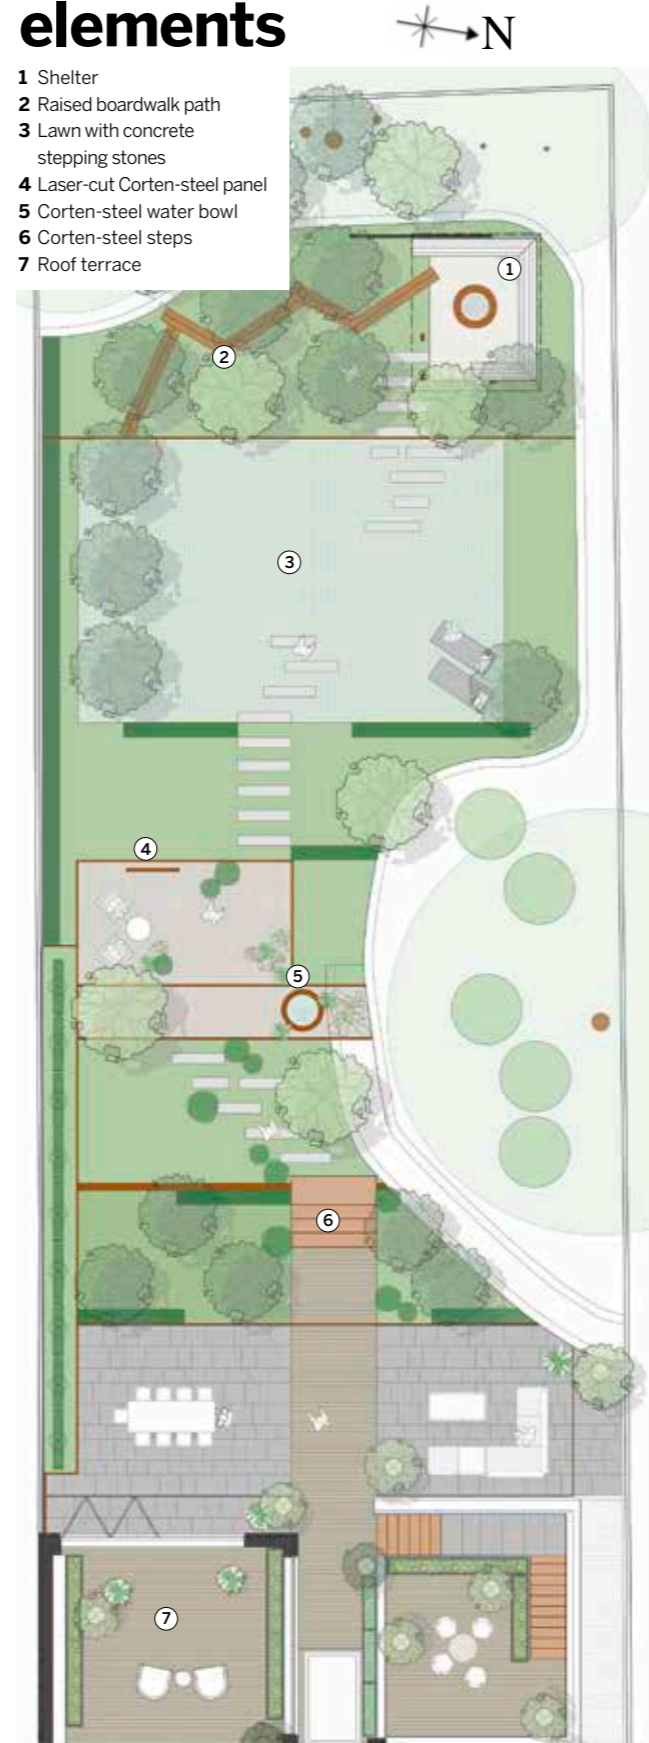 elements
N
1 Shelter
2 Raised boardwalk path
3 Lawn with concrete
stepping stones
4 Laser-cut Corten-steel panel
5 Corten-steel water bowl
6 Corten-steel steps
7 Roof terrace
1
2
3
4
5
6
7